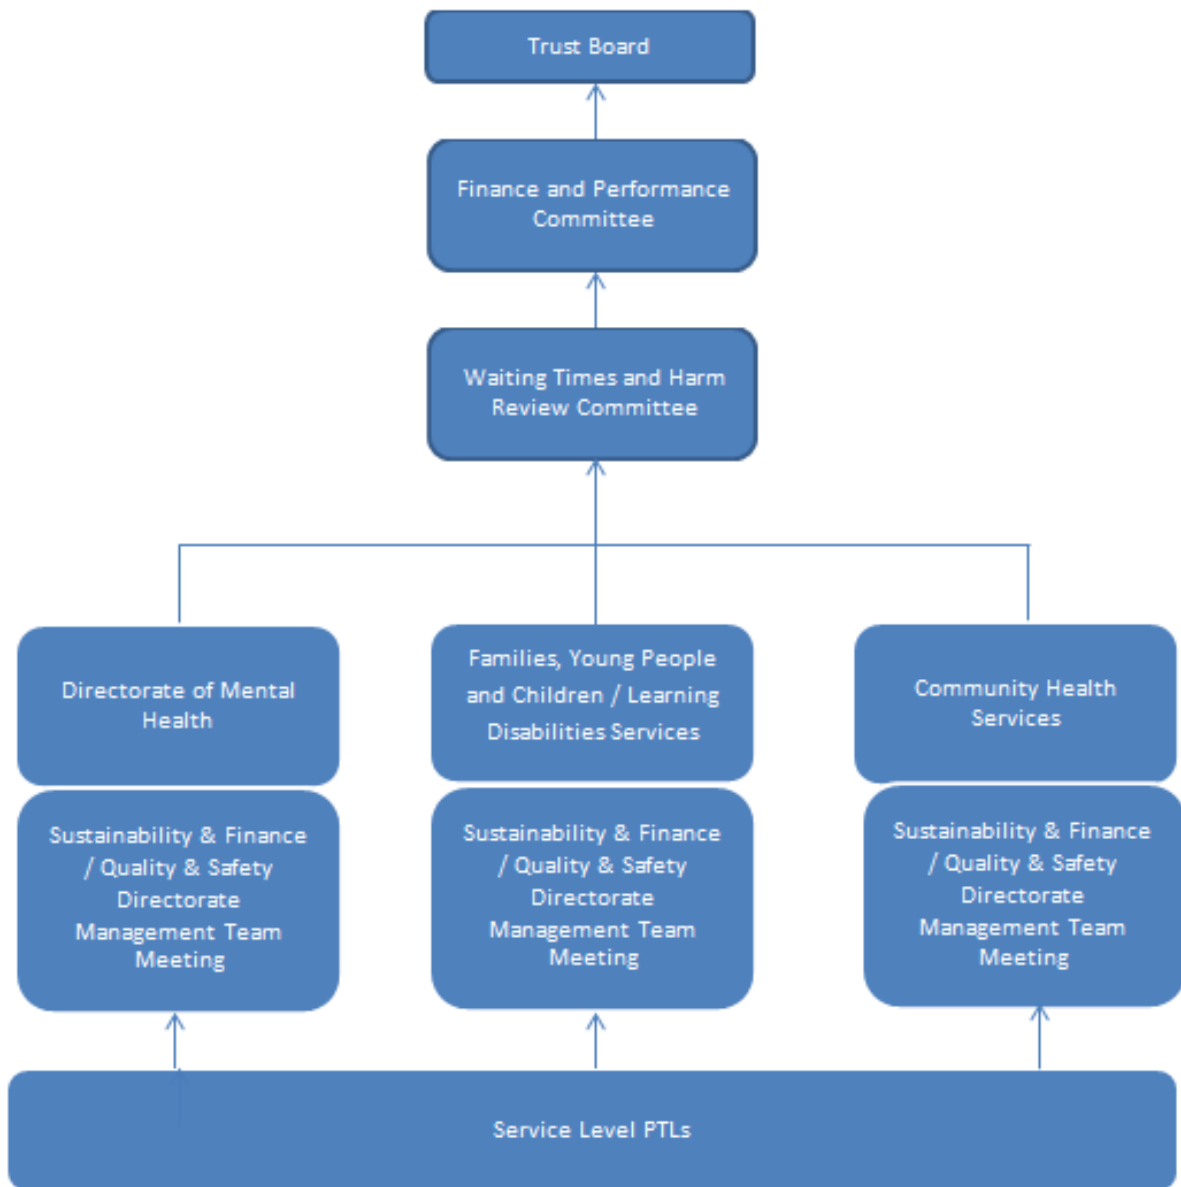 Trust Board
Finance and Performance
Committee
Waiting Times and Harm
Review Committee
Directorate of Mental
Health
Families, Young People
and Children / Learning
Disabilities Services
Community Health
Services
Sustainability & Finance
/ Quality & Safety
Directorate
Management Team
Meeting
Sustainability & Finance
/ Quality & Safety
Directorate
Management Team
Meeting
Sustainability & Finance
/ Quality & Safety
Directorate
Management Team
Meeting
Service Level PTLs